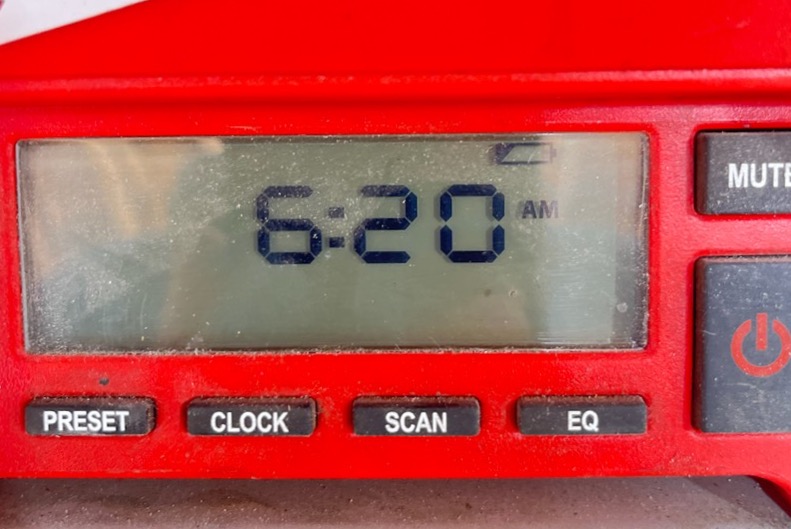 6:20 AM
MUTE
PRESET CLOCK SCAN EQ